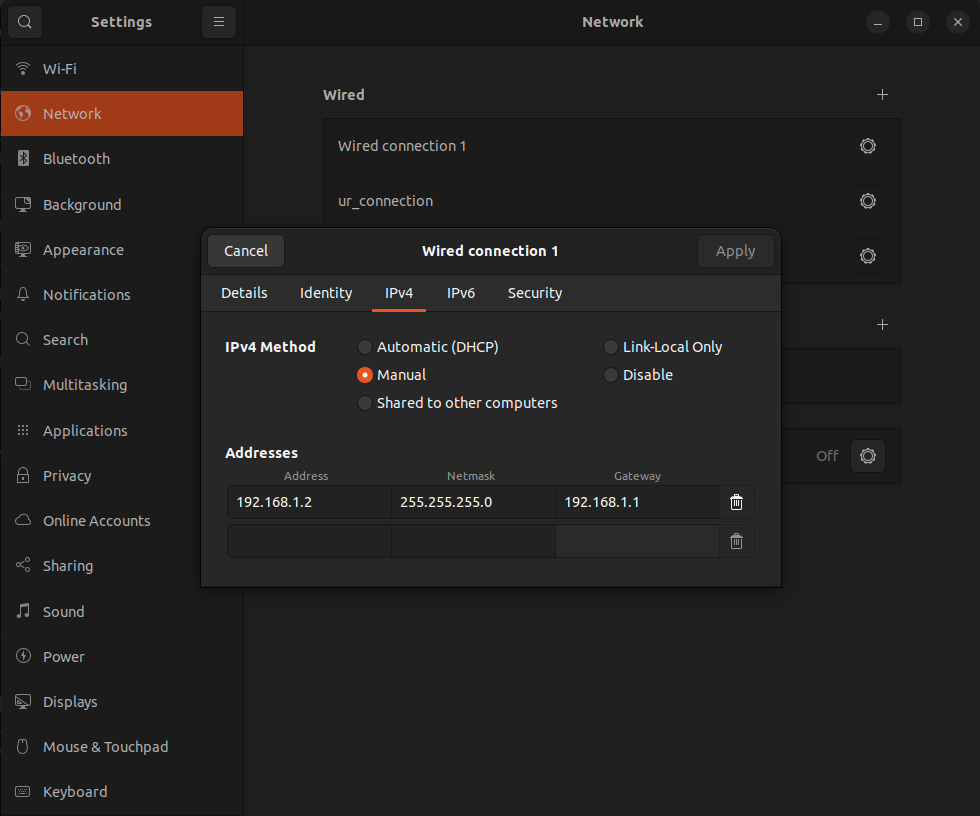 Settings
Network
Wi-Fi
Network
Bluetooth
Background
Appearance
Notifications
Search
Multitasking
Applications
Privacy
Online Accounts
Sharing
Sound
Power
Displays
Mouse & Touchpad
Keyboard
Wired
Wired connection 1
ur_connection
Off
Cancel
Wired connection 1
Apply
Details Identity IPv4 IPv6 Security
IPv4 Method
Automatic (DHCP) Link-Local Only
Manual Disable
Shared to other computers
Addresses
Address Netmask Gateway
192.168.1.2 255.255.255.0 192.168.1.1